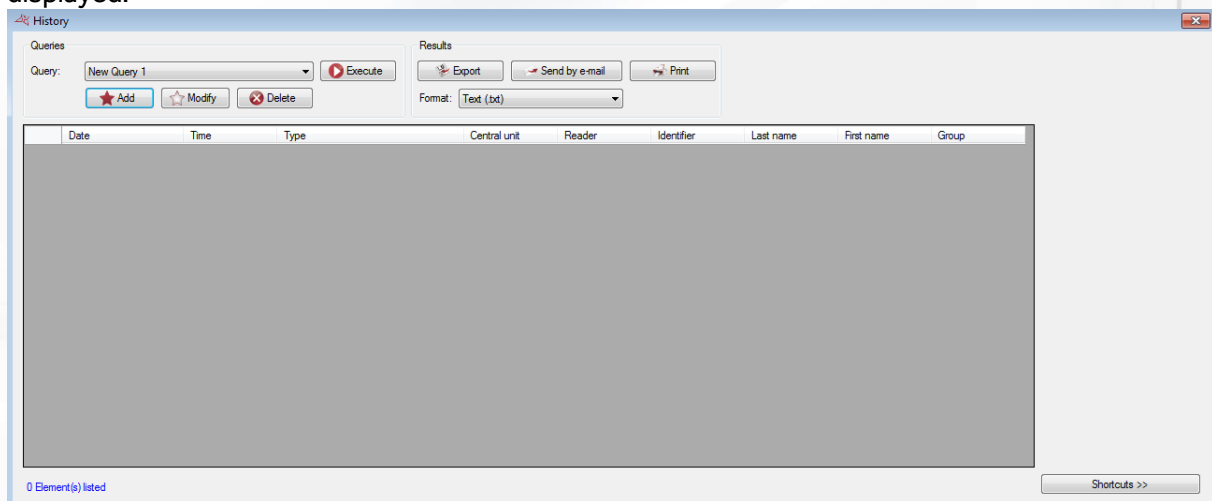 displayed.
History
Queries
Results
Query: New Query 1 Execute
Export Send by e-mail Print
Add Modify Delete
Format: Text (.txt)
Date Time Type Central unit Reader Identifier Last name First name Group
0 Element(s) listed
Shortcuts >>